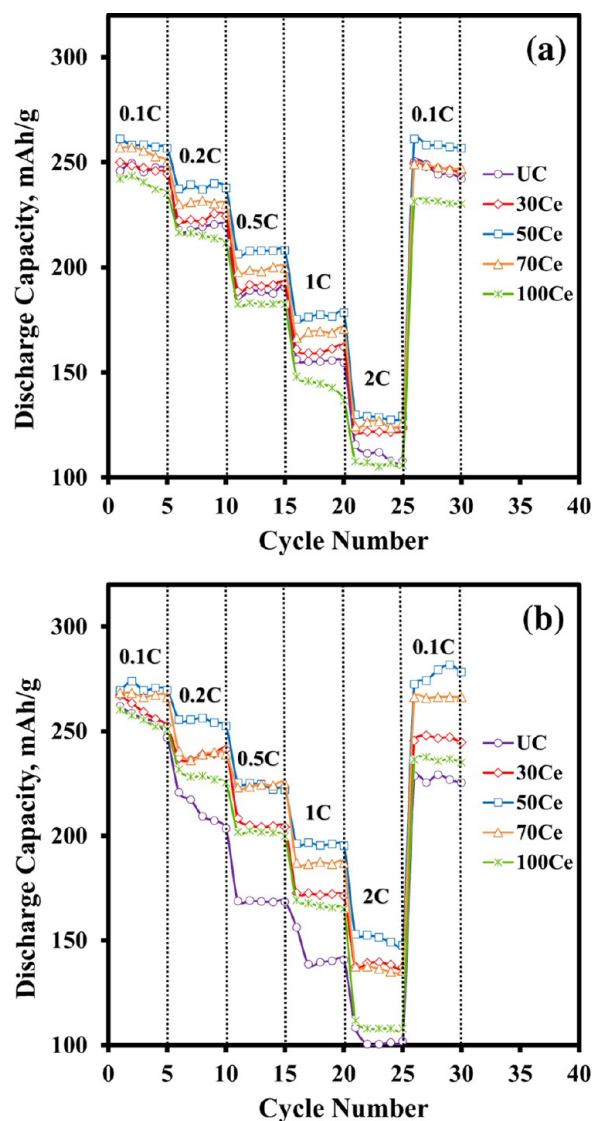 (a)
300
250
200
150
100
Discharge Capacity, mAh/g
0.1C
0.2C
0.5C
1C
2C
0.1C
UC
30Ce
50Ce
70Ce
100Ce
0 5 10 15 20 25 30 35 40
Cycle Number
(b)
300
250
200
150
100
Discharge Capacity, mAh/g
0.1C
0.2C
0.5C
1C
2C
0.1C
UC
30Ce
50Ce
70Ce
100Ce
0 5 10 15 20 25 30 35 40
Cycle Number